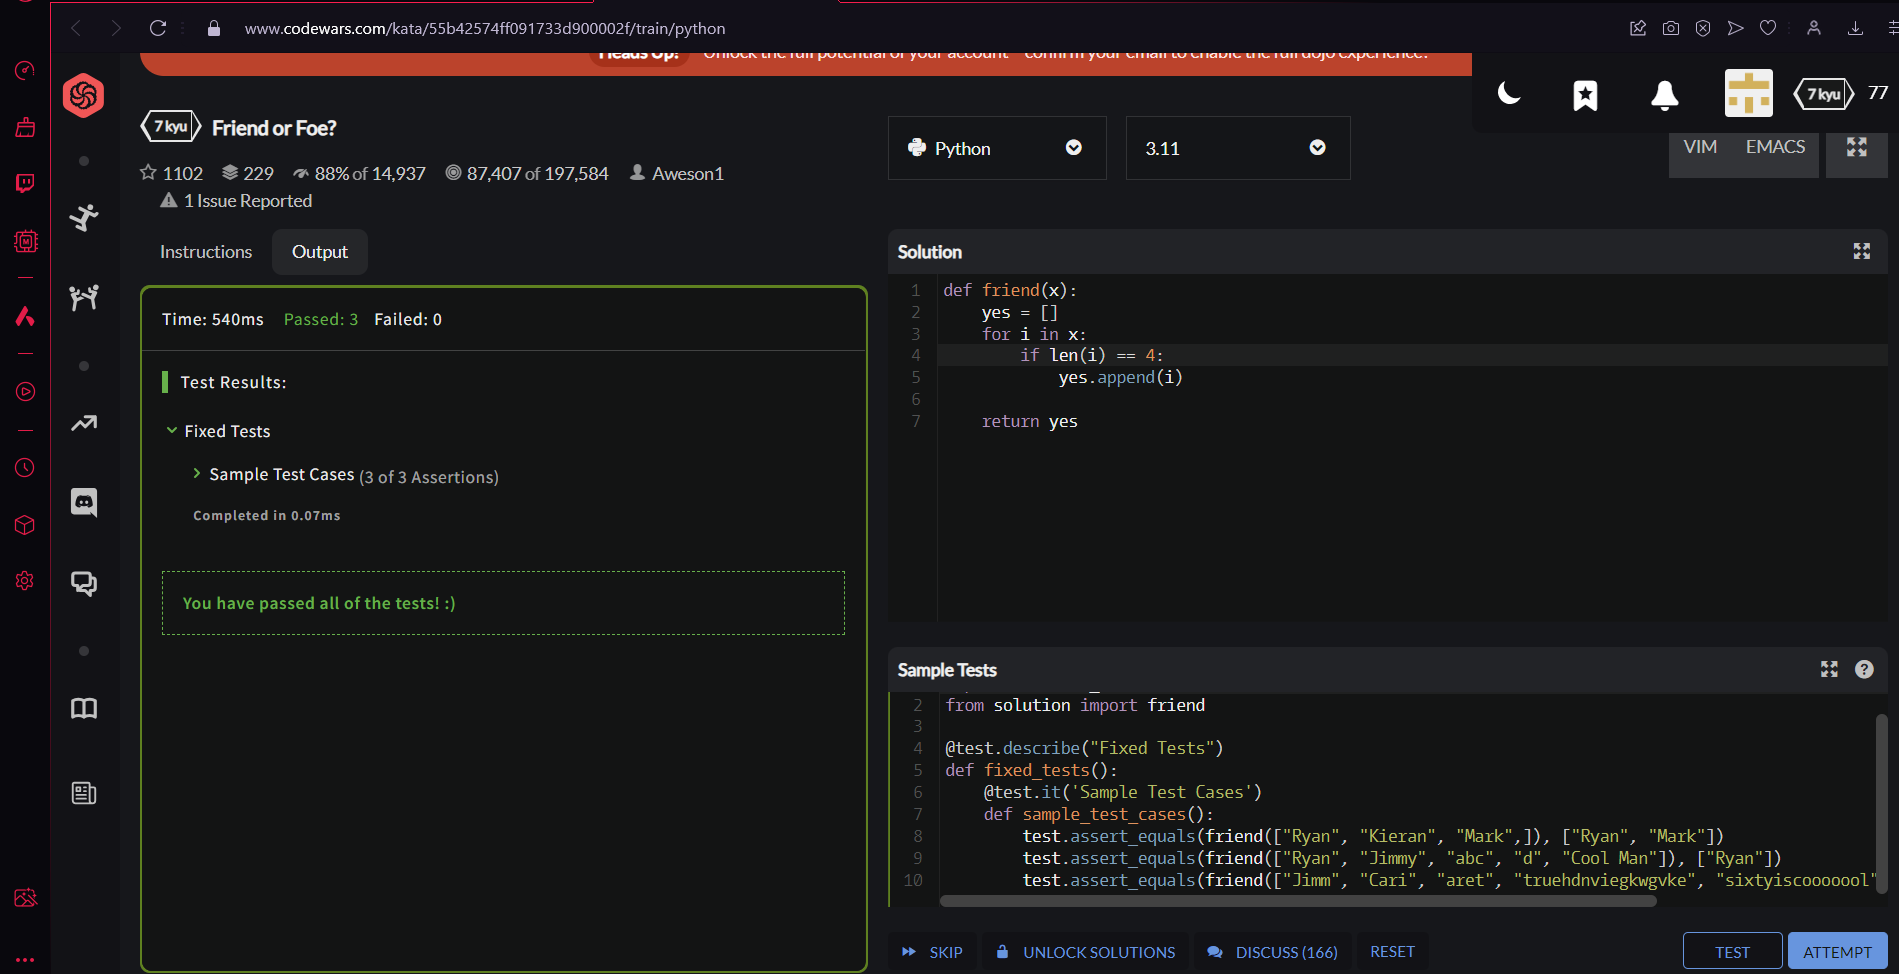 www.codewars.com/kata/55b42574ff091733d900002f/train/python
Heads Up! Unlock the full potential of your account - confirm your email to enable the full dojo experience.
7 kyu 77
7 kyu Friend or Foe?
1102 229 88% of 14,937 87,407 of 197,584 Aweson1
1 Issue Reported
Python
3.11
VIM EMACS
Instructions Output
Time: 540ms Passed: 3 Failed: 0
Test Results:
Fixed Tests
Sample Test Cases (3 of 3 Assertions)
Completed in 0.07ms
You have passed all of the tests! :)
Solution
1 def friend(x):
2 yes = []
3 for i in x:
4 if len(i) == 4:
5 yes.append(i)
6
7 return yes
Sample Tests
2 from solution import friend
3
4 @test.describe("Fixed Tests")
5 def fixed_tests():
6 @test.it('Sample Test Cases')
7 def sample_test_cases():
8 test.assert_equals(friend(["Ryan", "Kieran", "Mark",]), ["Ryan", "Mark"])
9 test.assert_equals(friend(["Ryan", "Jimmy", "abc", "d", "Cool Man"]), ["Ryan"])
10 test.assert_equals(friend(["Jimm", "Cari", "aret", "truehdnviegkwgvke", "sixtyiscooooool"
SKIP UNLOCK SOLUTIONS DISCUSS (166) RESET
TEST ATTEMPT